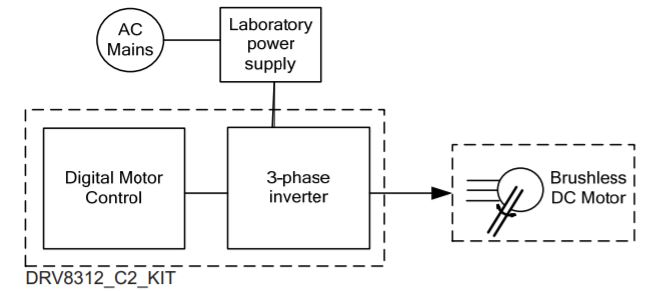 AC
Mains
Laboratory
power
supply
Digital Motor
Control
3-phase
inverter
Brushless
DC Motor
DRV8312_C2_KIT